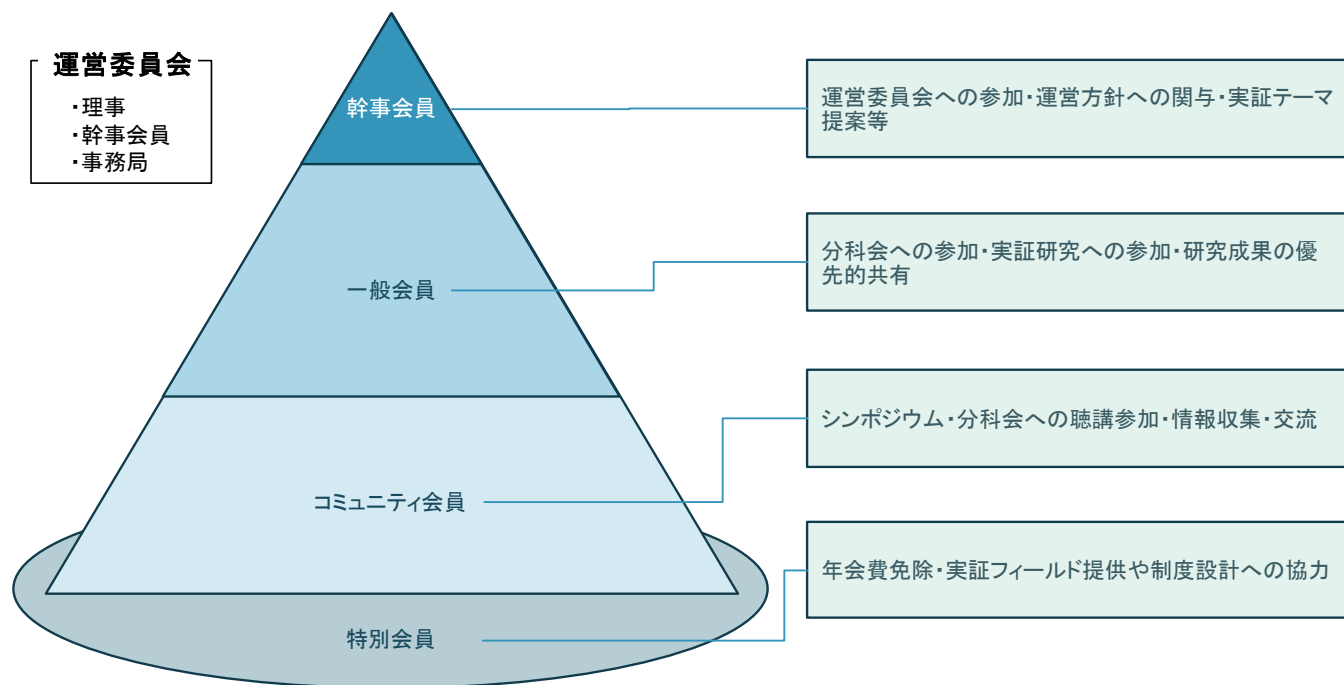 運営委員会
・理事
・幹事会員
・事務局
幹事会員
運営委員会への参加・運営方針への関与・実証テーマ
提案等
一般会員
分科会への参加・実証研究への参加・研究成果の優
先的共有
コミュニティ会員
シンポジウム・分科会への聴講参加・情報収集・交流
特別会員
年会費免除・実証フィールド提供や制度設計への協力